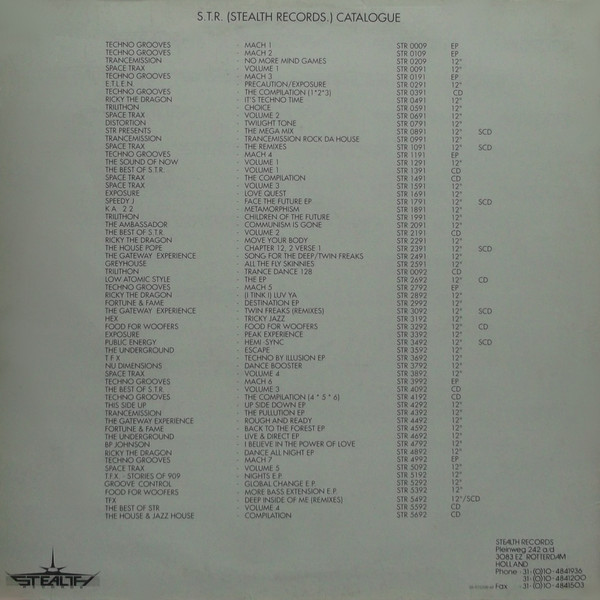 S.T.R. (STEALTH RECORDS.) CATALOGUE
TECHNO GROOVES - MACH 1 STR 0009 EP
TECHNO GROOVES - MACH 2 STR 0109 EP
TRANCEMISSION - NO MORE MIND GAMES STR 0209 12"
SPACE TRAX - VOLUME 1 STR 0091 12"
TECHNO GROOVES - MACH 3 STR 0191 EP
E.T.L.E.N. - PRECAUTION/EXPOSURE STR 0291 12"
TECHNO GROOVES - THE COMPILATION (1*2*3) STR 0391 CD
RICKY THE DRAGON - IT'S TECHNO TIME STR 0491 12"
TRILITHON - CHOICE STR 0591 12"
SPACE TRAX - VOLUME 2 STR 0691 12"
DISTORTION - TWILIGHT TONE STR 0791 12"
STR PRESENTS - THE MEGA MIX STR 0891 12" SCD
TRANCEMISSION - TRANCEMISSION ROCK DA HOUSE STR 0991 12"
SPACE TRAX - THE REMIXES STR 1091 12" SCD
TECHNO GROOVES - MACH 4 STR 1191 EP
THE SOUND OF NOW - VOLUME 1 STR 1291 12"
THE BEST OF S.T.R. - VOLUME 1 STR 1391 CD
SPACE TRAX - THE COMPILATION STR 1491 CD
SPACE TRAX - VOLUME 3 STR 1591 12"
EXPOSURE - LOVE QUEST STR 1691 12"
SPEEDY J - FACE THE FUTURE EP STR 1791 12" SCD
K.A. 2 2 - METAMORPHISM STR 1891 12"
TRILITHON - CHILDREN OF THE FUTURE STR 1991 12"
THE AMBASSADOR - COMMUNISM IS GONE STR 2091 12"
THE BEST OF S.T.R. - VOLUME 2 STR 2191 CD
RICKY THE DRAGON - MOVE YOUR BODY STR 2291 12"
THE HOUSE POPE - CHAPTER 12, 2 VERSE 1 STR 2391 12" SCD
THE GATEWAY EXPERIENCE - SONG FOR THE DEEP/TWIN FREAKS STR 2491 12"
GREYHOUSE - ALL THE FLY SKINNIES STR 2591 12"
TRILITHON - TRANCE DANCE 128 STR 0092 CD
LOW ATOMIC STYLE - THE EP STR 2692 12" CD
TECHNO GROOVES - MACH 5 STR 2792 EP
RICKY THE DRAGON - (I TINK I) LUV YA STR 2892 12"
FORTUNE & FAME - DESTINATION EP STR 2992 12"
THE GATEWAY EXPERIENCE - TWIN FREAKS (REMIXES) STR 3092 12" SCD
HEX - TRICKY JAZZ STR 3192 12"
FOOD FOR WOOFERS - FOOD FOR WOOFERS STR 3292 12" CD
EXPOSURE - PEAK EXPERIENCE STR 3392 12"
PUBLIC ENERGY - HEMI -SYNC STR 3492 12" SCD
THE UNDERGROUND - ESCAPE STR 3592 12"
T F X - TECHNO BY ILLUSION EP STR 3692 12"
NU DIMENSIONS - DANCE BOOSTER STR 3792 12"
SPACE TRAX - VOLUME 4 STR 3892 12"
TECHNO GROOVES - MACH 6 STR 3992 EP
THE BEST OF S.T.R. - VOLUME 3 STR 4092 CD
TECHNO GROOVES - THE COMPILATION (4 * 5 * 6) STR 4192 CD
THIS SIDE UP - UP SIDE DOWN EP STR 4292 12"
TRANCEMISSION - THE PULLUTION EP STR 4392 12"
THE GATEWAY EXPERIENCE - ROUGH AND READY STR 4492 12"
FORTUNE & FAME - BACK TO THE FOREST EP STR 4592 12"
THE UNDERGROUND - LIVE & DIRECT EP STR 4692 12"
BP JOHNSON - I BELIEVE IN THE POWER OF LOVE STR 4792 12"
RICKY THE DRAGON - DANCE ALL NIGHT EP STR 4892 12"
TECHNO GROOVES - MACH 7 STR 4992 EP
SPACE TRAX - VOLUME 5 STR 5092 12"
T.F.X. - STORIES OF 909 - NIGHTS E.P. STR 5192 12"
GROOVE CONTROL - GLOBAL CHANGE E.P. STR 5292 12"
FOOD FOR WOOFERS - MORE BASS EXTENSION E.P. STR 5392 12"
TFX - DEEP INSIDE OF ME (REMIXES) STR 5492 12"/SCD
THE BEST OF STR - VOLUME 4 STR 5592 CD
THE HOUSE & JAZZ HOUSE - COMPILATION STR 5692 CD
STEALTH RECORDS
Pleinweg 242 a/d
3083 EZ ROTTERDAM
HOLLAND
Phone -31-(0)10-4841936
31-(0)10-4841200
Fax -31-(0)10-4841503
STEALTH